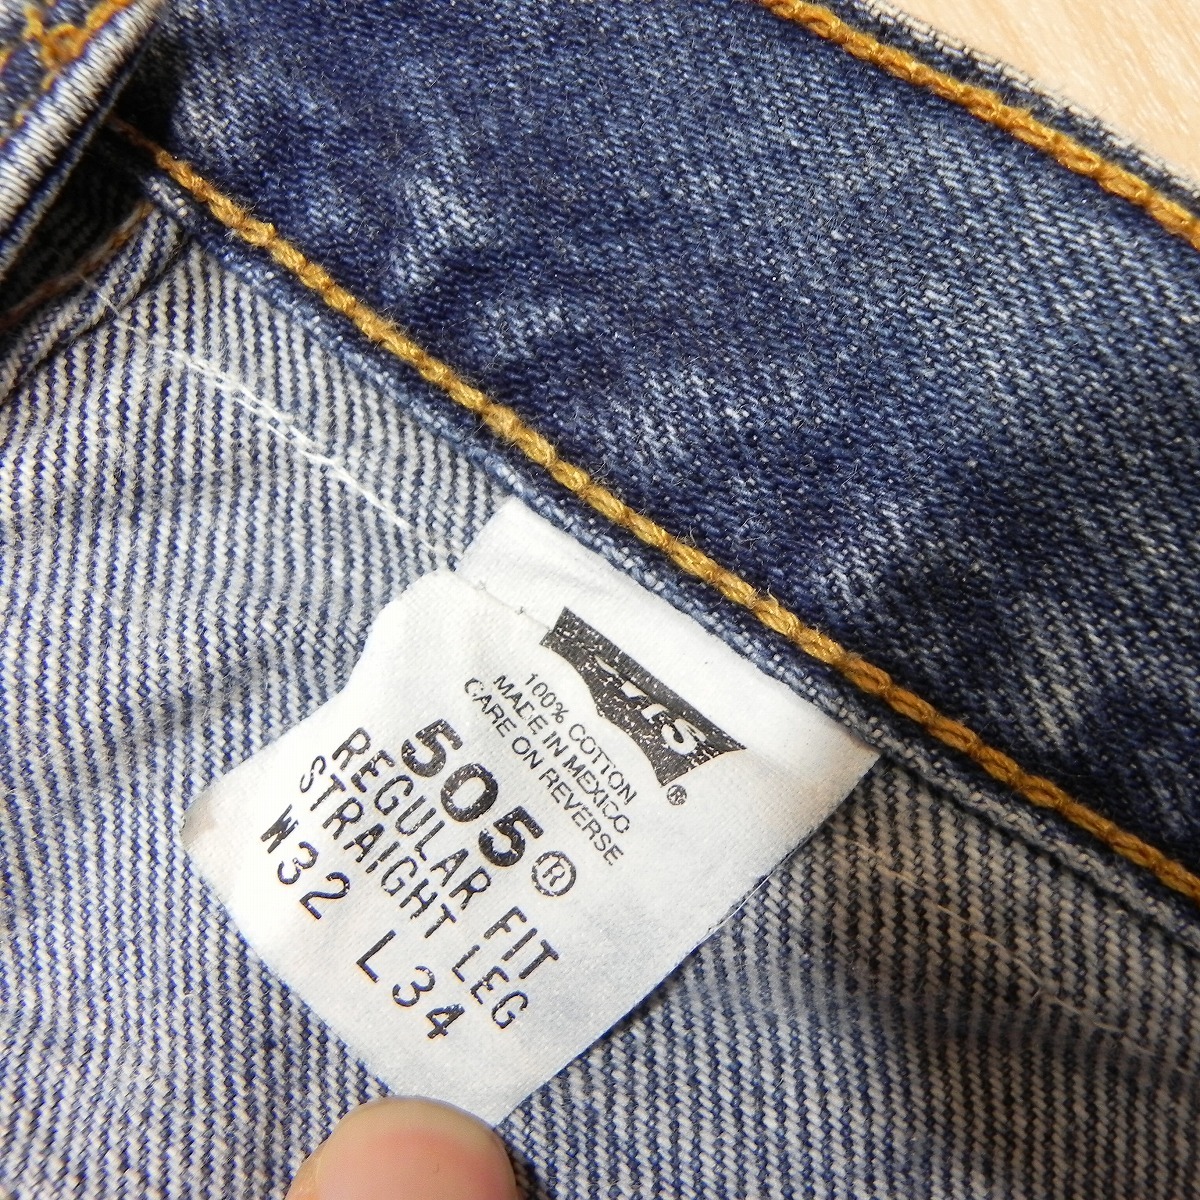 LEVI'S ®
100% COTTON
MADE IN MEXICO
CARE ON REVERSE
505®
REGULAR FIT
STRAIGHT LEG
W32 L34